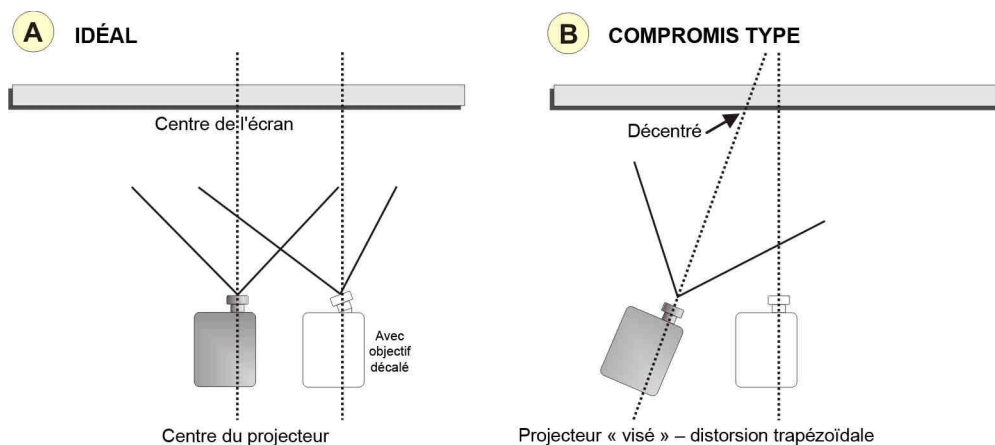 A IDÉAL
Centre de l'écran
Avec
objectif
décalé
Centre du projecteur
B COMPROMIS TYPE
Décentré
Projecteur « visé » – distorsion trapézoïdale